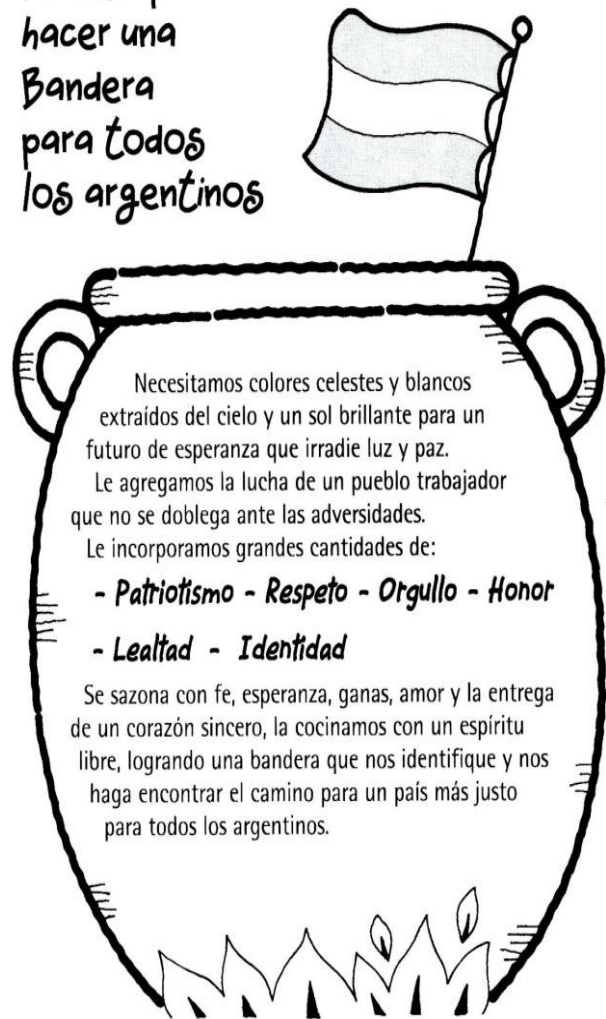 hacer una
Bandera
para todos
los argentinos
Necesitamos colores celestes y blancos
extraídos del cielo y un sol brillante para un
futuro de esperanza que irradie luz y paz.
Le agregamos la lucha de un pueblo trabajador
que no se doblega ante las adversidades.
Le incorporamos grandes cantidades de:
- Patriotismo - Respeto - Orgullo - Honor
- Lealtad - Identidad
Se sazona con fe, esperanza, ganas, amor y la entrega
de un corazón sincero, la cocinamos con un espíritu
libre, logrando una bandera que nos identifique y nos
haga encontrar el camino para un país más justo
para todos los argentinos.